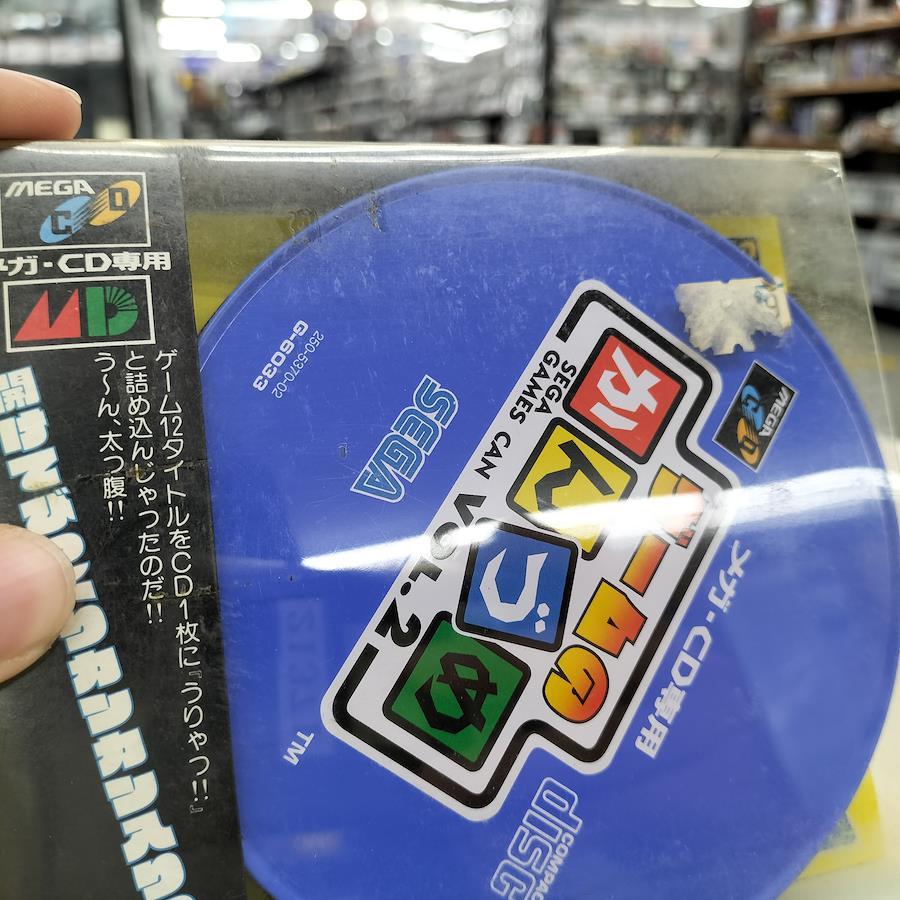 MEGA
CD
メガ・CD専用
MD
ゲーム12タイトルをCD1枚に『うりゃっ!!』
と詰め込んじゃったのだ!!
う〜ん、太っ腹!!
250-5370-02
G-6033
SEGA
ゲームの
かんづめ
SEGA
GAMES CAN VOL.2
MEGA
CD
メガ・CD専用
TM
COMPACT
disc